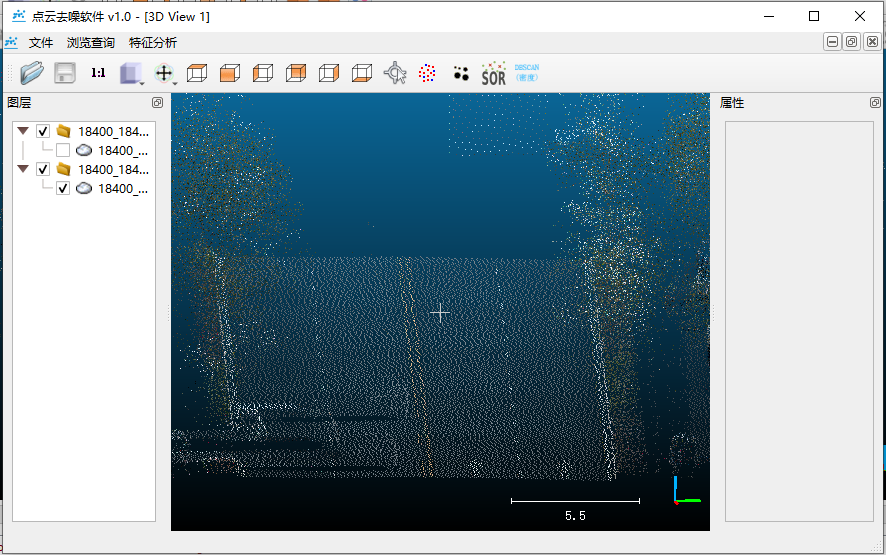 点云去噪软件 v1.0 - [3D View 1]
文件 浏览查询 特征分析
1:1
SOR
DBSCAN
(密度)
图层
属性
18400_184...
18400_...
18400_184...
18400_...
5.5